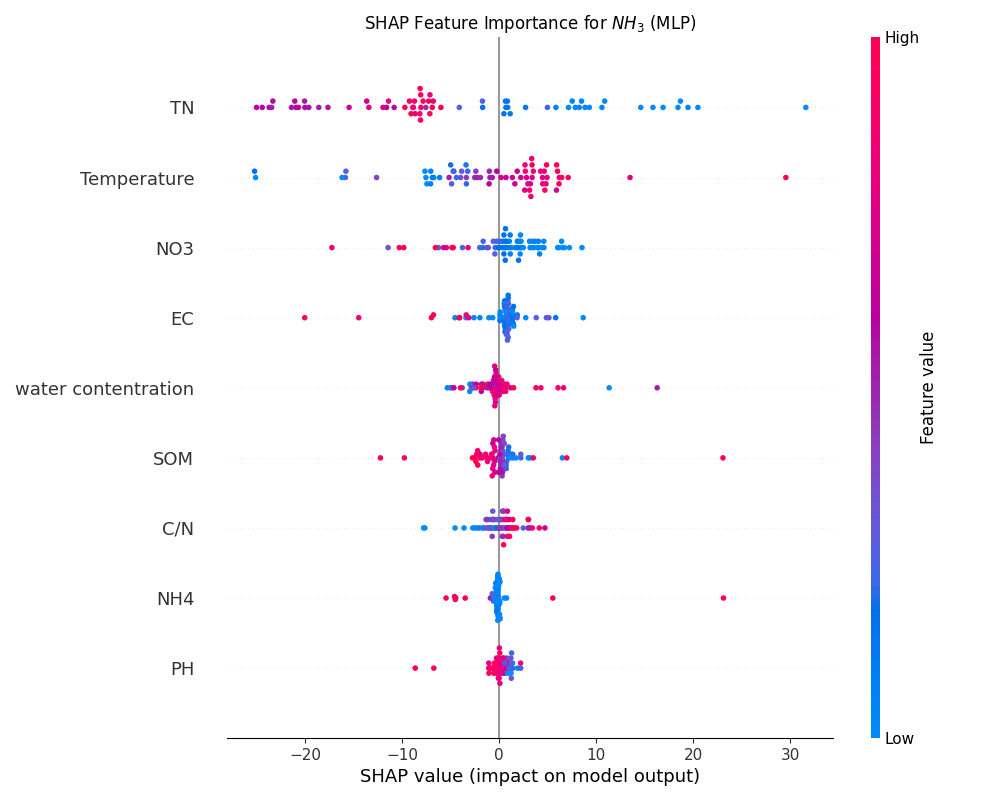 SHAP Feature Importance for NH₃ (MLP)
High
TN
Temperature
NO3
EC
water contentration
SOM
C/N
NH4
PH
Feature value
Low
−20 −10 0 10 20 30
SHAP value (impact on model output)